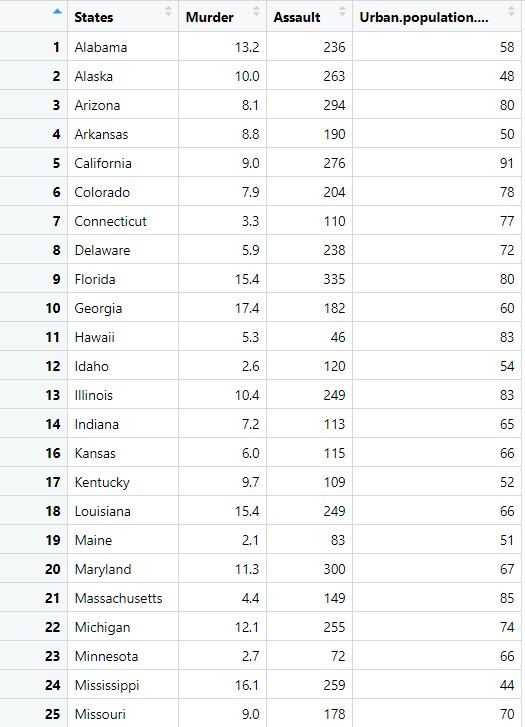 States Murder Assault Urban.population....
1 Alabama 13.2 236 58
2 Alaska 10.0 263 48
3 Arizona 8.1 294 80
4 Arkansas 8.8 190 50
5 California 9.0 276 91
6 Colorado 7.9 204 78
7 Connecticut 3.3 110 77
8 Delaware 5.9 238 72
9 Florida 15.4 335 80
10 Georgia 17.4 182 60
11 Hawaii 5.3 46 83
12 Idaho 2.6 120 54
13 Illinois 10.4 249 83
14 Indiana 7.2 113 65
16 Kansas 6.0 115 66
17 Kentucky 9.7 109 52
18 Louisiana 15.4 249 66
19 Maine 2.1 83 51
20 Maryland 11.3 300 67
21 Massachusetts 4.4 149 85
22 Michigan 12.1 255 74
23 Minnesota 2.7 72 66
24 Mississippi 16.1 259 44
25 Missouri 9.0 178 70